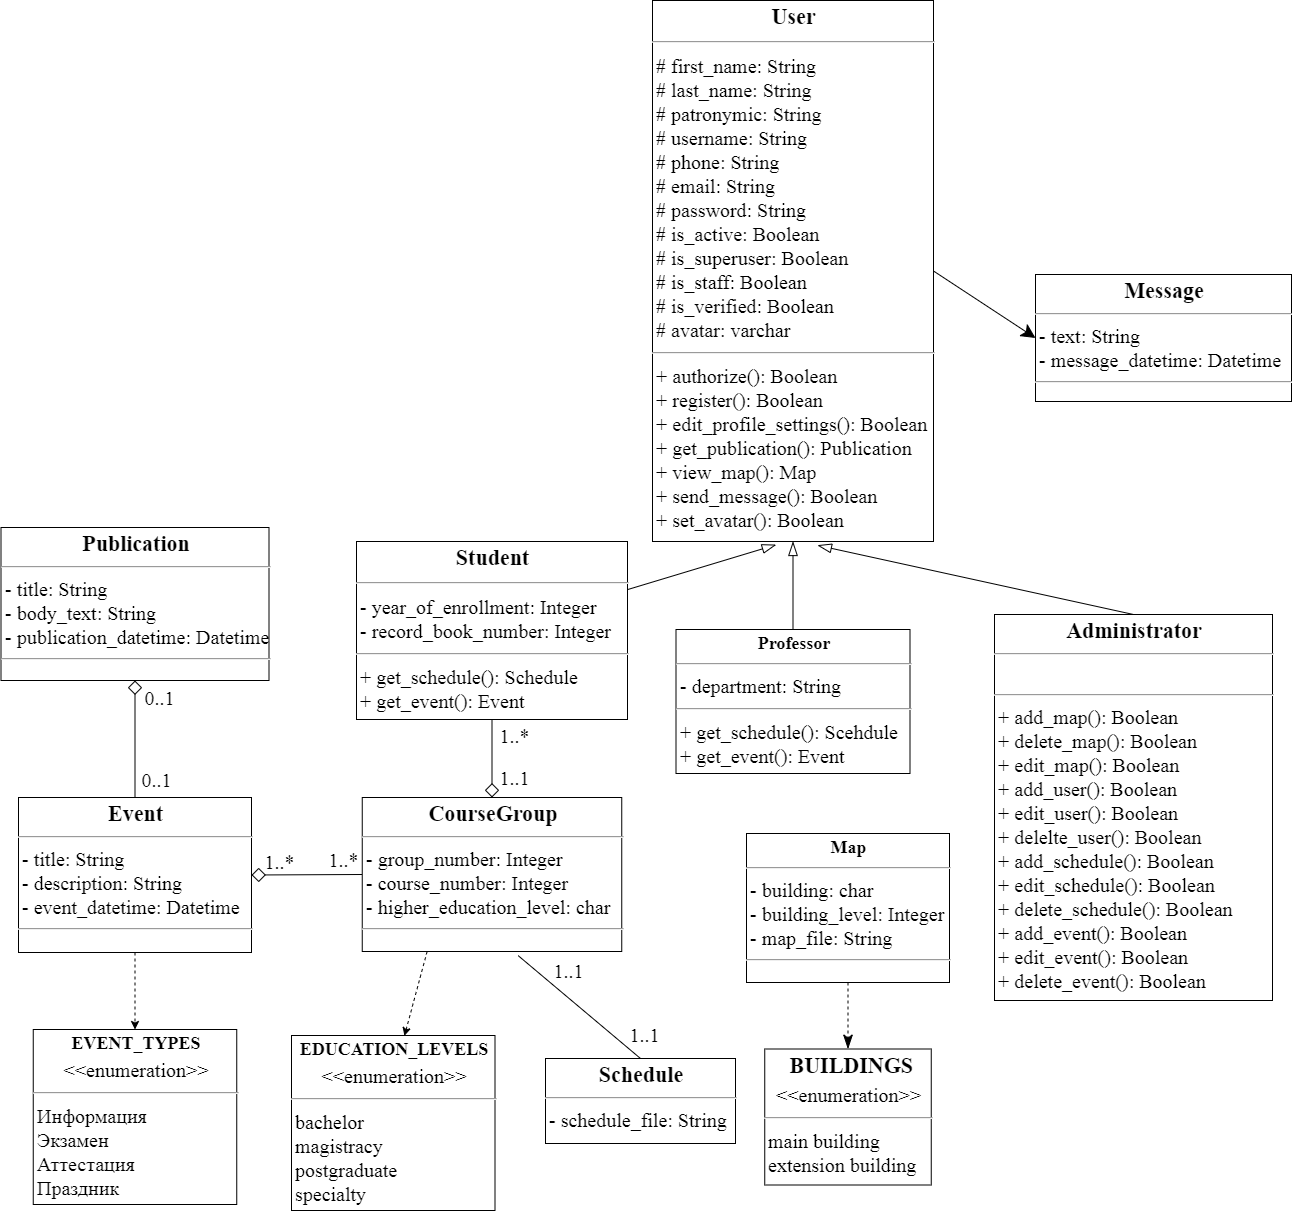 User
# first_name: String
# last_name: String
# patronymic: String
# username: String
# phone: String
# email: String
# password: String
# is_active: Boolean
# is_superuser: Boolean
# is_staff: Boolean
# is_verified: Boolean
# avatar: varchar
+ authorize(): Boolean
+ register(): Boolean
+ edit_profile_settings(): Boolean
+ get_publication(): Publication
+ view_map(): Map
+ send_message(): Boolean
+ set_avatar(): Boolean
Message
- text: String
- message_datetime: Datetime
Publication
- title: String
- body_text: String
- publication_datetime: Datetime
0..1
0..1
Student
- year_of_enrollment: Integer
- record_book_number: Integer
+ get_schedule(): Schedule
+ get_event(): Event
1..*
1..1
Professor
- department: String
+ get_schedule(): Scehdule
+ get_event(): Event
Administrator
+ add_map(): Boolean
+ delete_map(): Boolean
+ edit_map(): Boolean
+ add_user(): Boolean
+ edit_user(): Boolean
+ delelte_user(): Boolean
+ add_schedule(): Boolean
+ edit_schedule(): Boolean
+ delete_schedule(): Boolean
+ add_event(): Boolean
+ edit_event(): Boolean
+ delete_event(): Boolean
Event
- title: String
- description: String
- event_datetime: Datetime
1..*
1..*
CourseGroup
- group_number: Integer
- course_number: Integer
- higher_education_level: char
1..1
1..1
Map
- building: char
- building_level: Integer
- map_file: String
EVENT_TYPES
<<enumeration>>
Информация
Экзамен
Аттестация
Праздник
EDUCATION_LEVELS
<<enumeration>>
bachelor
magistracy
postgraduate
specialty
Schedule
- schedule_file: String
BUILDINGS
<<enumeration>>
main building
extension building